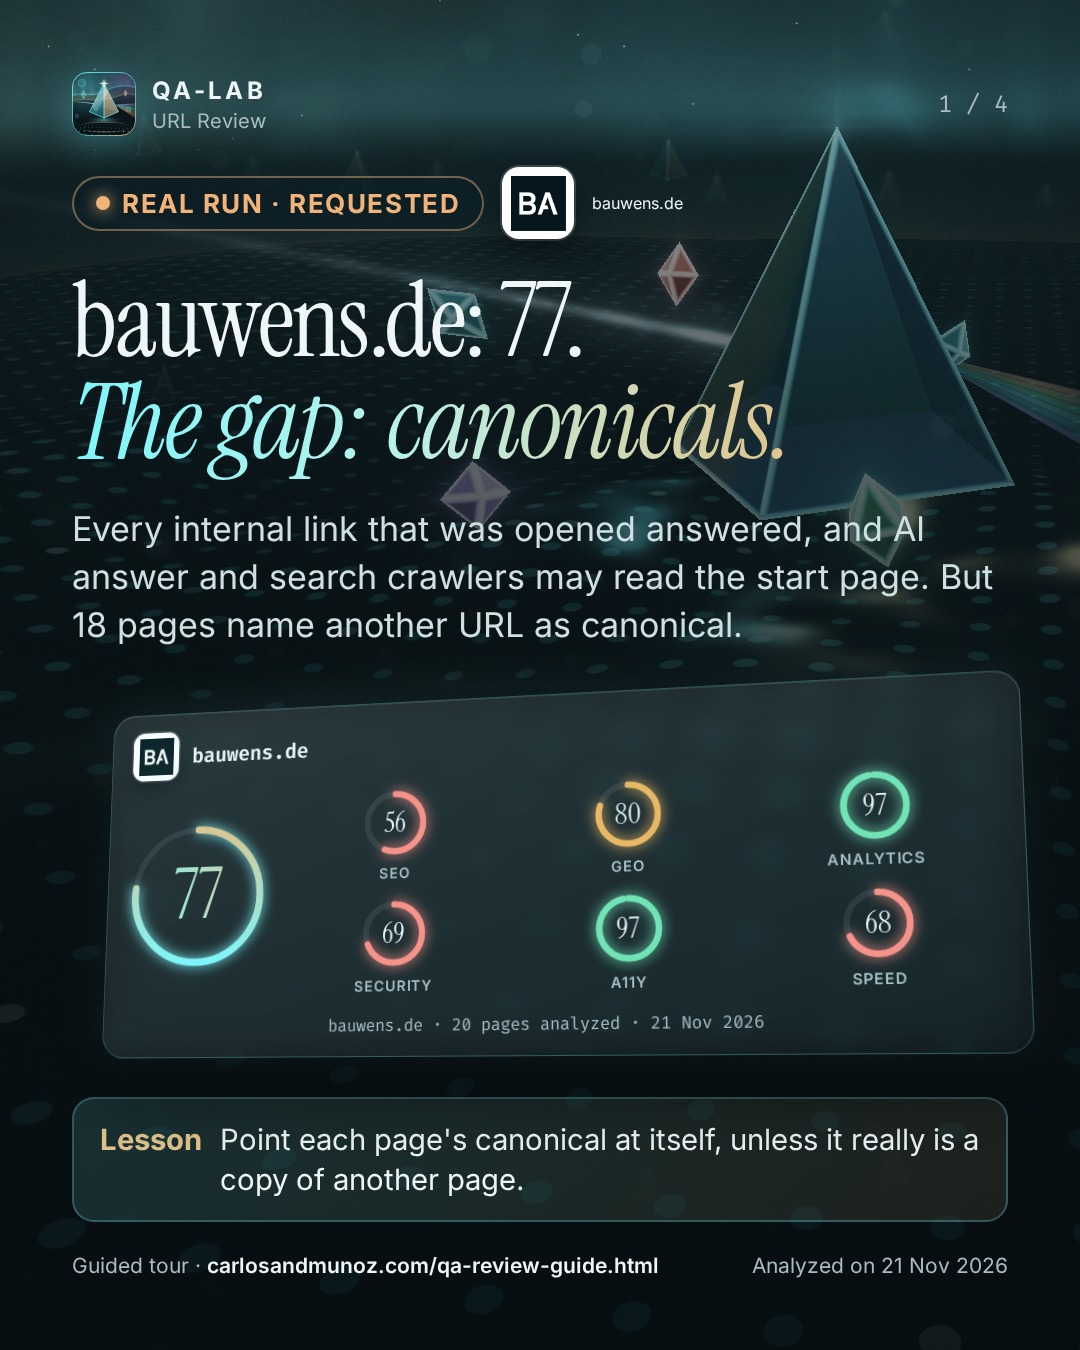 QA-LAB
URL Review
1 / 4
REAL RUN · REQUESTED
BA
bauwens.de
bauwens.de: 77.
The gap: canonicals.
Every internal link that was opened answered, and AI
answer and search crawlers may read the start page. But
18 pages name another URL as canonical.
BA
bauwens.de
77
56
SEO
80
GEO
97
ANALYTICS
69
SECURITY
97
A11Y
68
SPEED
bauwens.de · 20 pages analyzed · 21 Nov 2026
Lesson
Point each page's canonical at itself, unless it really is a
copy of another page.
Guided tour · carlosandmunoz.com/qa-review-guide.html
Analyzed on 21 Nov 2026